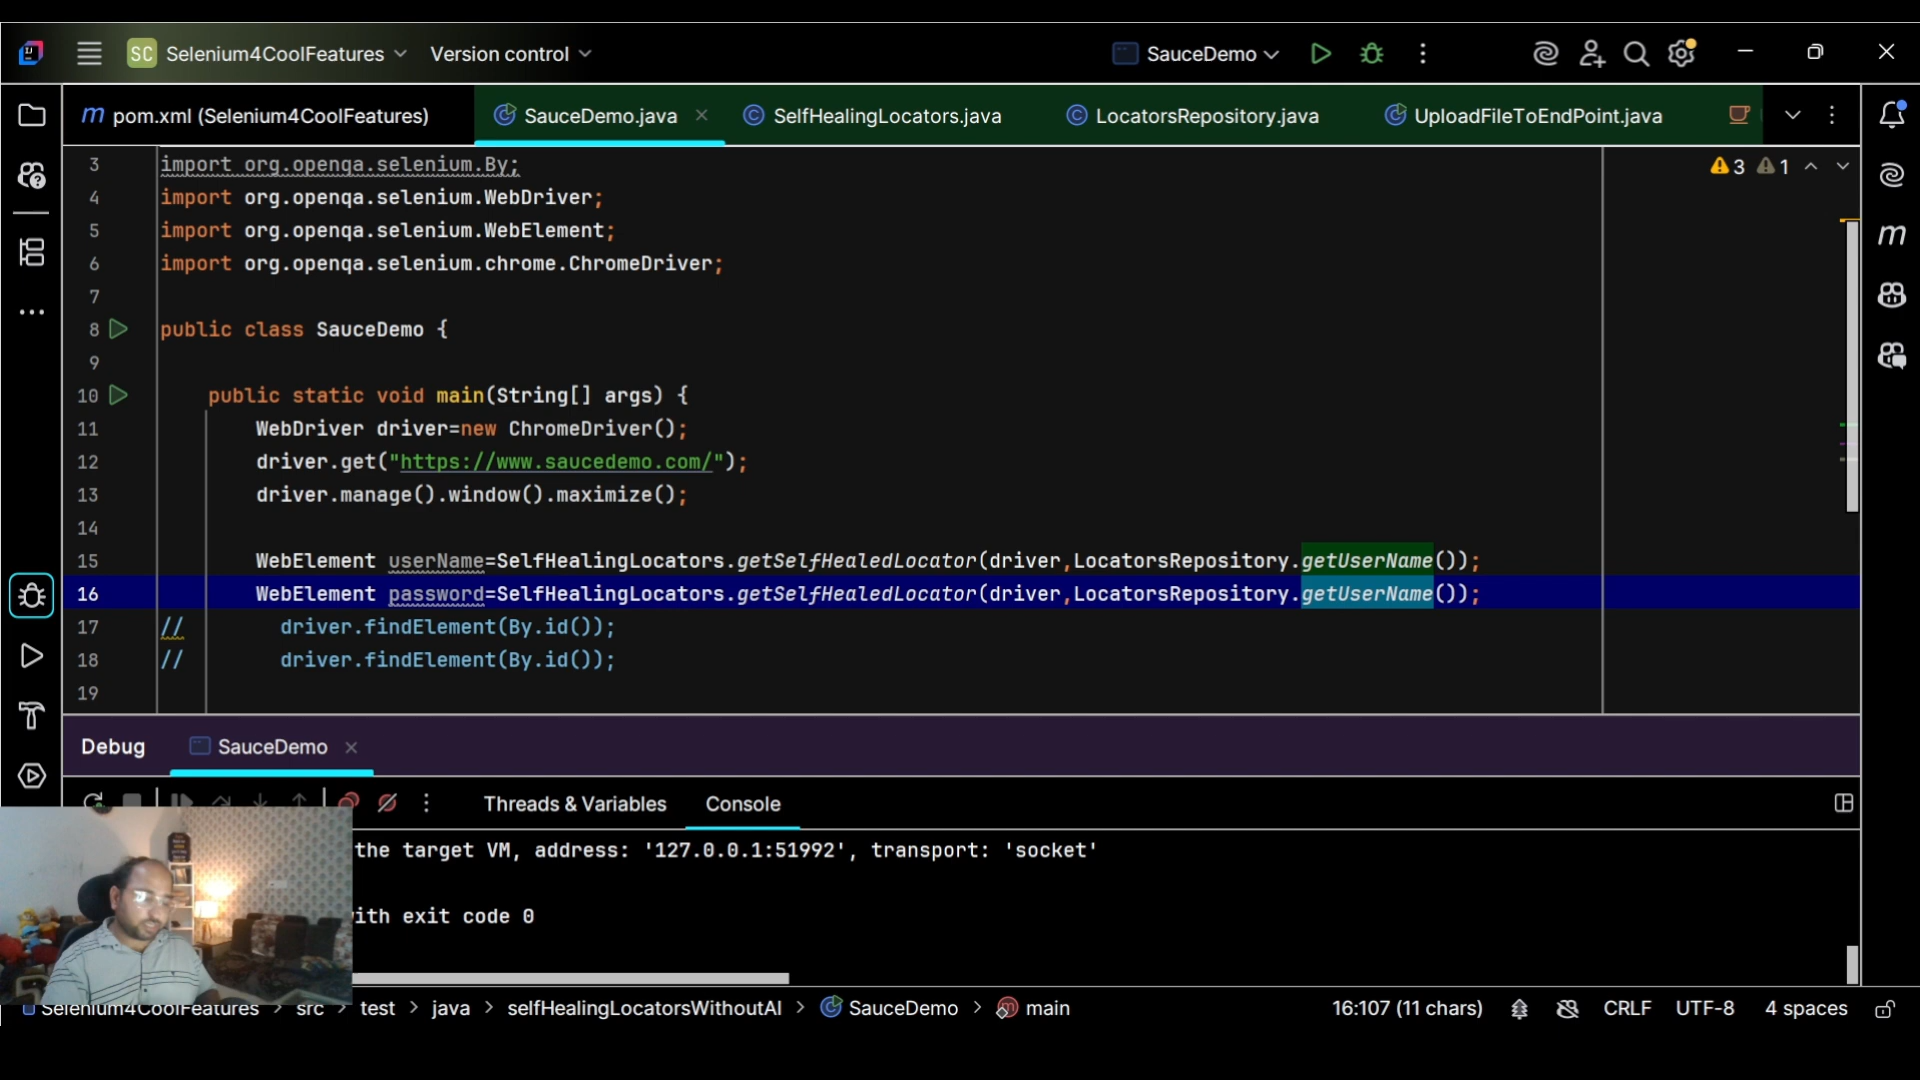 SC Selenium4CoolFeatures Version control SauceDemo
pom.xml (Selenium4CoolFeatures) SauceDemo.java SelfHealingLocators.java LocatorsRepository.java UploadFileToEndPoint.java
3 import org.openqa.selenium.By; 3 1
4 import org.openqa.selenium.WebDriver;
5 import org.openqa.selenium.WebElement;
6 import org.openqa.selenium.chrome.ChromeDriver;
7
8 public class SauceDemo {
9
10 public static void main(String[] args) {
11 WebDriver driver=new ChromeDriver();
12 driver.get("https://www.saucedemo.com/");
13 driver.manage().window().maximize();
14
15 WebElement userName=SelfHealingLocators.getSelfHealedLocator(driver,LocatorsRepository.getUserName());
16 WebElement password=SelfHealingLocators.getSelfHealedLocator(driver,LocatorsRepository.getUserName());
17 // driver.findElement(By.id());
18 // driver.findElement(By.id());
19
Debug SauceDemo
Threads & Variables Console
the target VM, address: '127.0.0.1:51992', transport: 'socket'
with exit code 0
Selenium4CoolFeatures > src > test > java > selfHealingLocatorsWithoutAI > SauceDemo > main 16:107 (11 chars) CRLF UTF-8 4 spaces